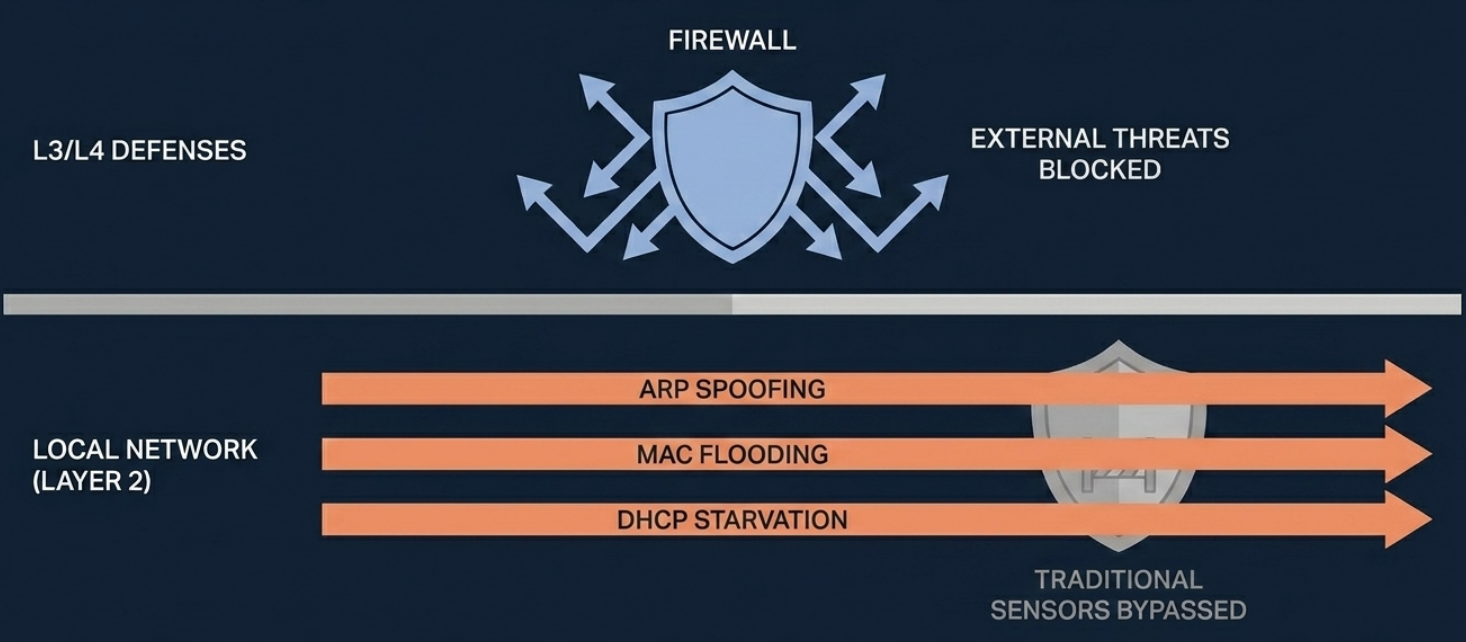 FIREWALL
L3/L4 DEFENSES
EXTERNAL THREATS
BLOCKED
ARP SPOOFING
LOCAL NETWORK
(LAYER 2)
MAC FLOODING
DHCP STARVATION
TRADITIONAL
SENSORS BYPASSED